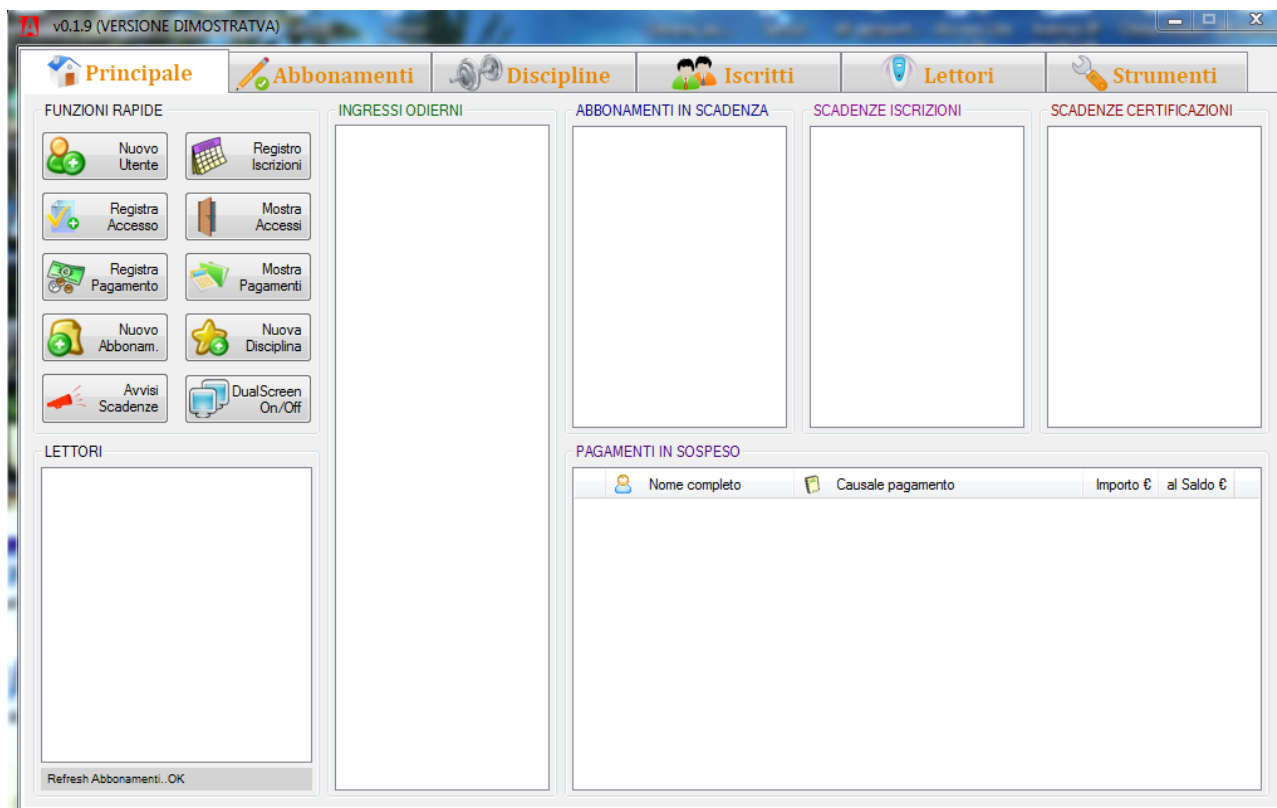 v0.1.9 (VERSIONE DIMOSTRATVA)
Principale
Abbonamenti
Discipline
Iscritti
Lettori
Strumenti
FUNZIONI RAPIDE
Nuovo
Utente
Registro
Iscrizioni
Registra
Accesso
Mostra
Accessi
Registra
Pagamento
Mostra
Pagamenti
Nuovo
Abbonam.
Nuova
Disciplina
Avvisi
Scadenze
DualScreen
On/Off
LETTORI
Refresh Abbonamenti..OK
INGRESSI ODIERNI
ABBONAMENTI IN SCADENZA
SCADENZE ISCRIZIONI
SCADENZE CERTIFICAZIONI
PAGAMENTI IN SOSPESO
Nome completo
Causale pagamento
Importo €
al Saldo €